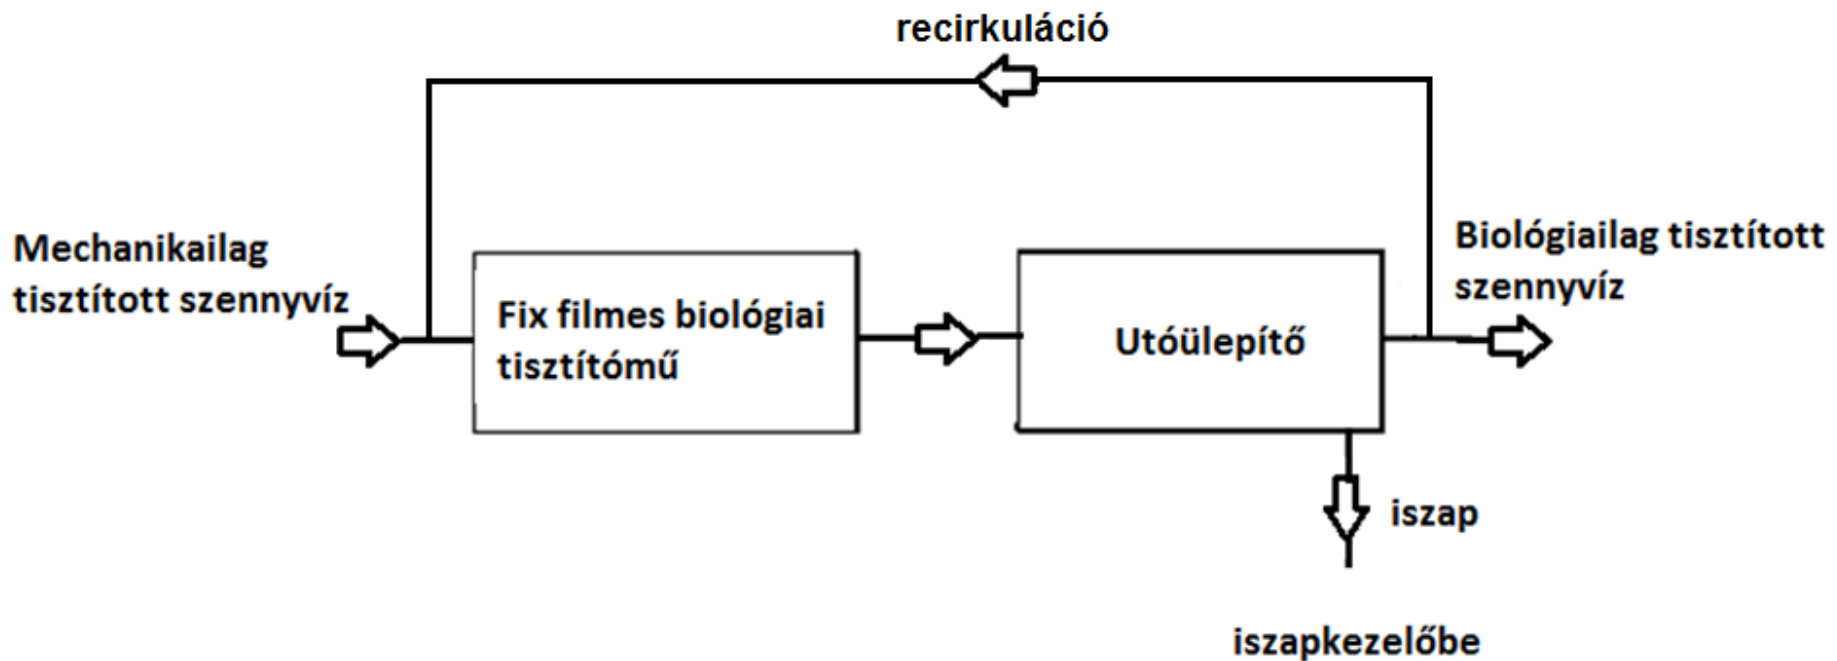 recirkuláció
Mechanikailag
tisztított szennyvíz
Fix filmes biológiai
tisztítómű
Utóülepítő
Biológiailag tisztított
szennyvíz
iszap
iszapkezelőbe